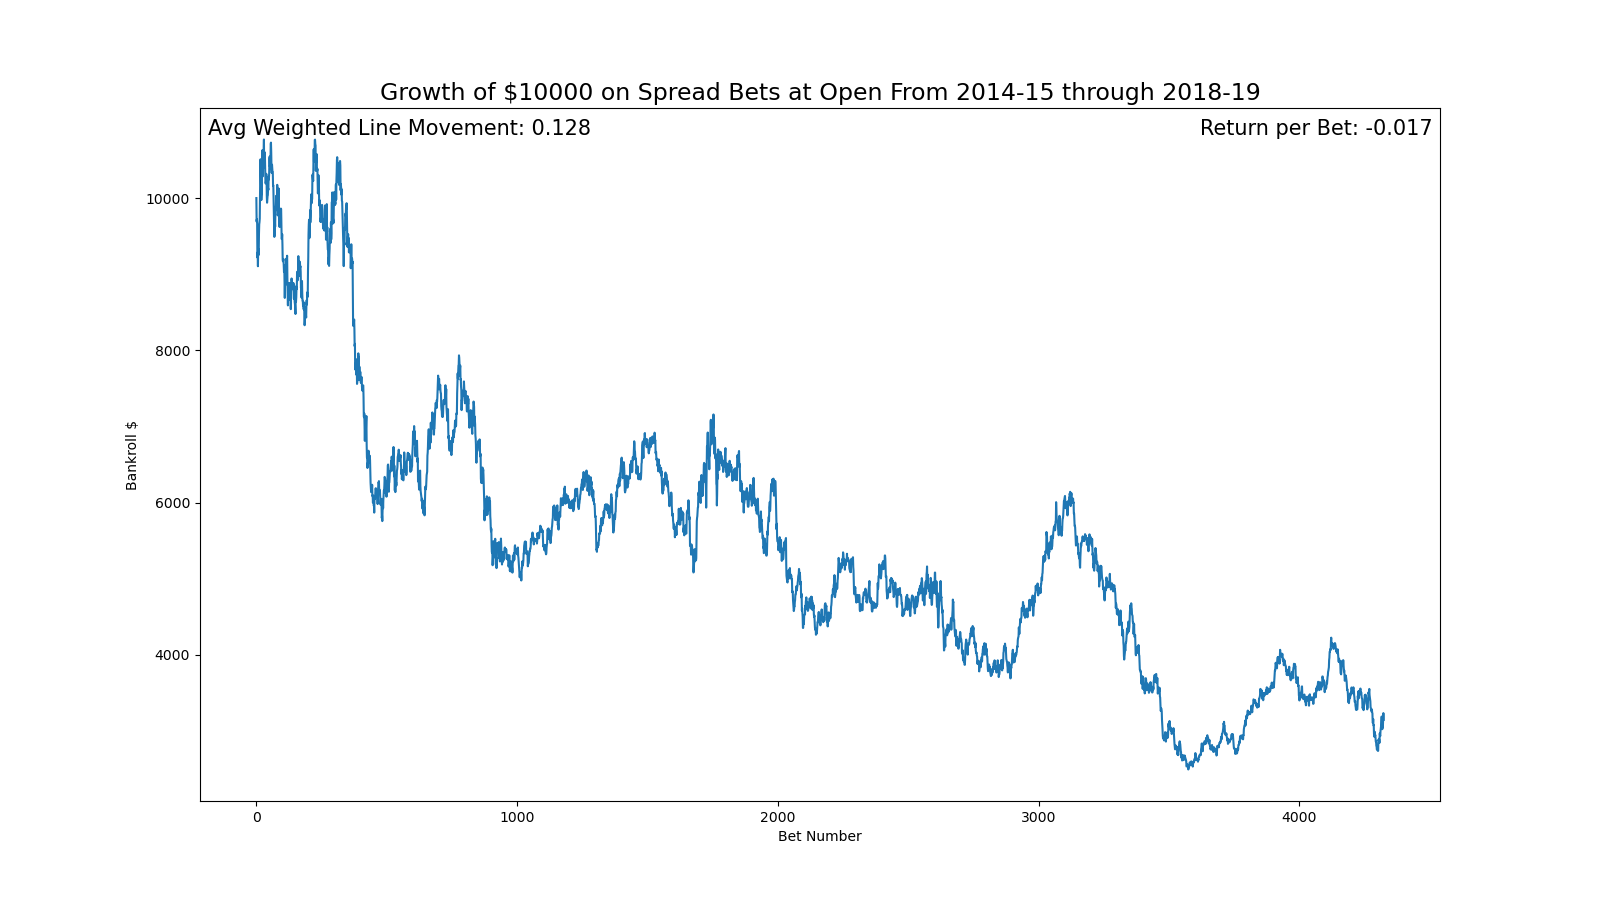 Growth of $10000 on Spread Bets at Open From 2014-15 through 2018-19
Avg Weighted Line Movement: 0.128
Return per Bet: -0.017
10000
8000
6000
4000
Bankroll $
0
1000
2000
3000
4000
Bet Number